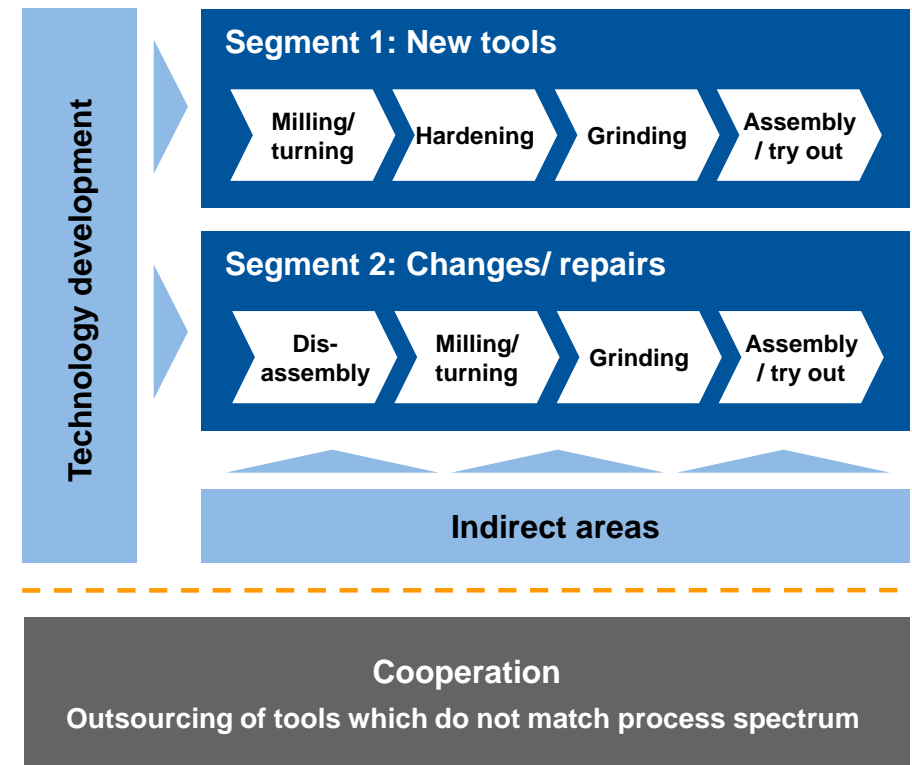 Technology development
Segment 1: New tools
Milling/
turning
Hardening
Grinding
Assembly
/ try out
Segment 2: Changes/ repairs
Dis-
assembly
Milling/
turning
Grinding
Assembly
/ try out
Indirect areas
Cooperation
Outsourcing of tools which do not match process spectrum